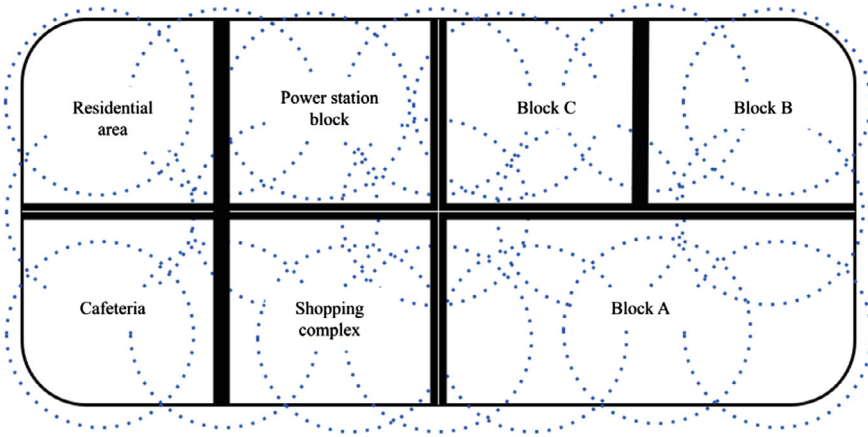 Residential
area
Power station
block
Block C
Block B
Cafeteria
Shopping
complex
Block A